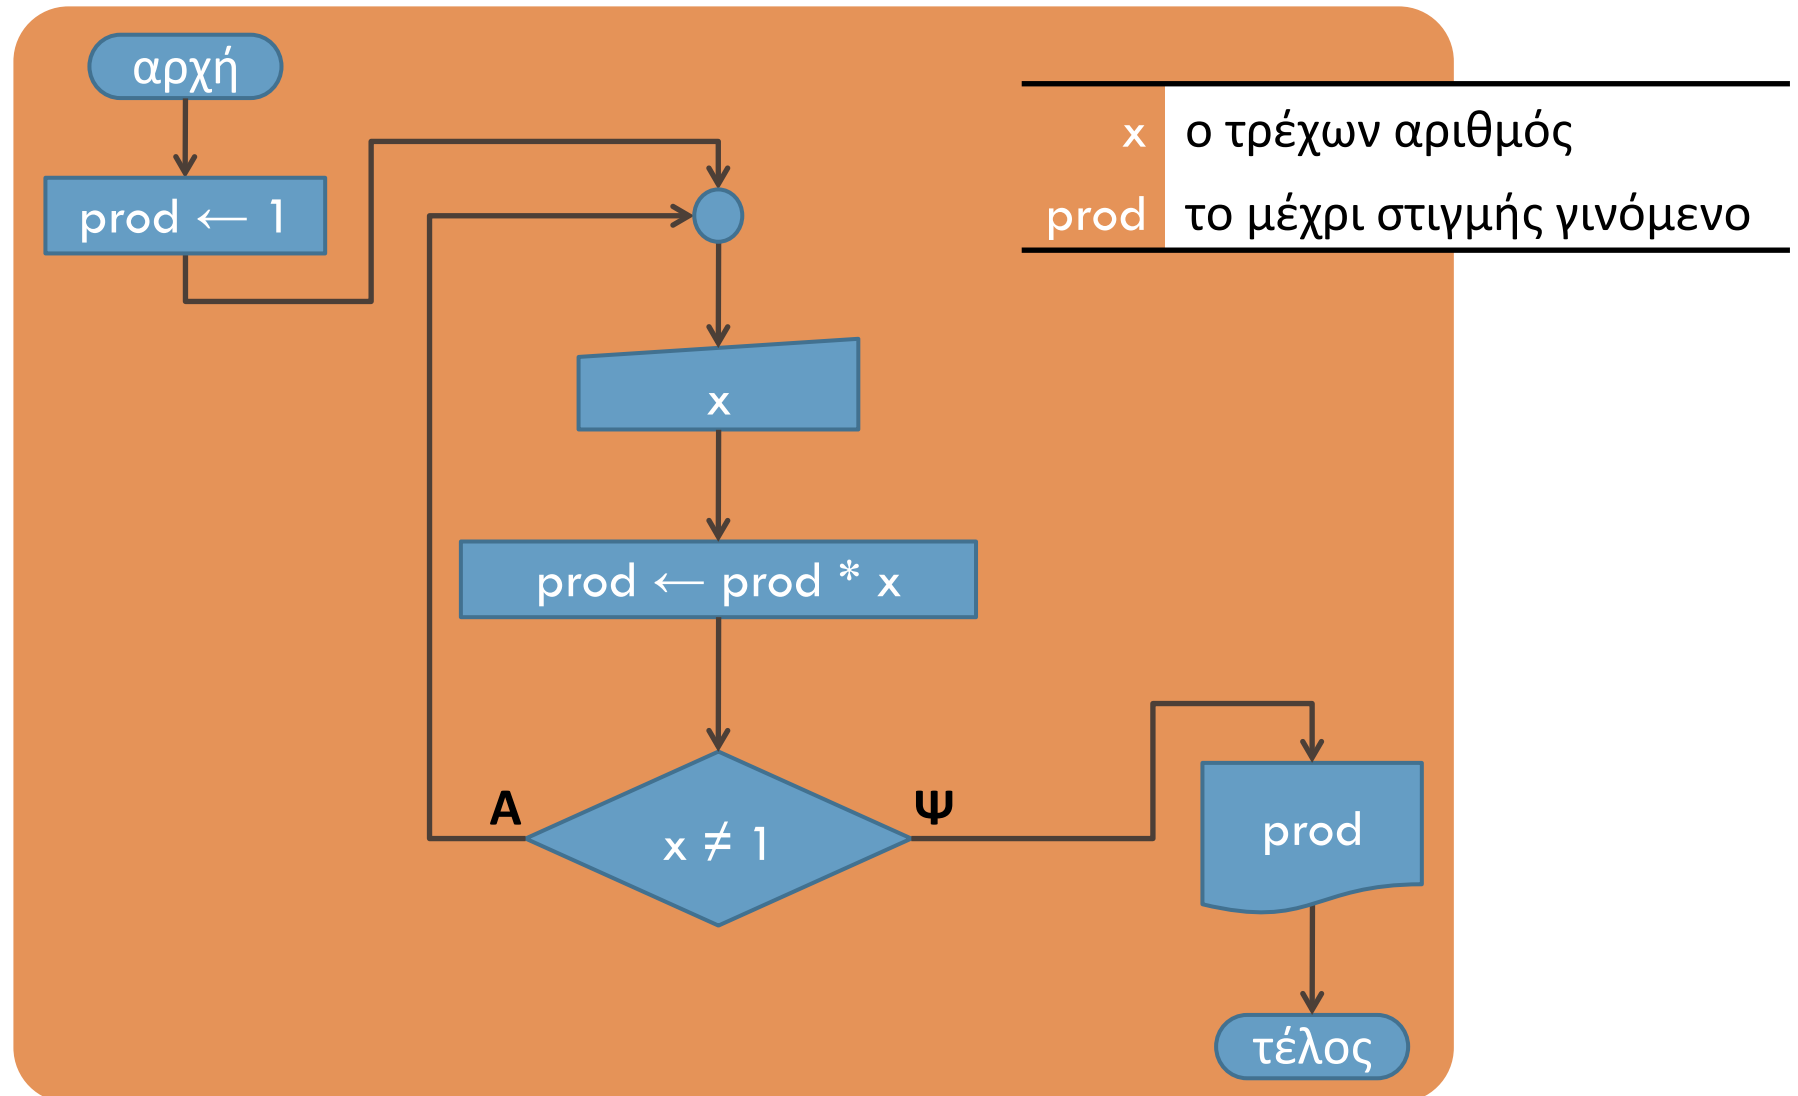 αρχή
prod ← 1
x ο τρέχων αριθμός
prod το μέχρι στιγμής γινόμενο
x
prod ← prod * x
x ≠ 1
Α
Ψ
prod
τέλος